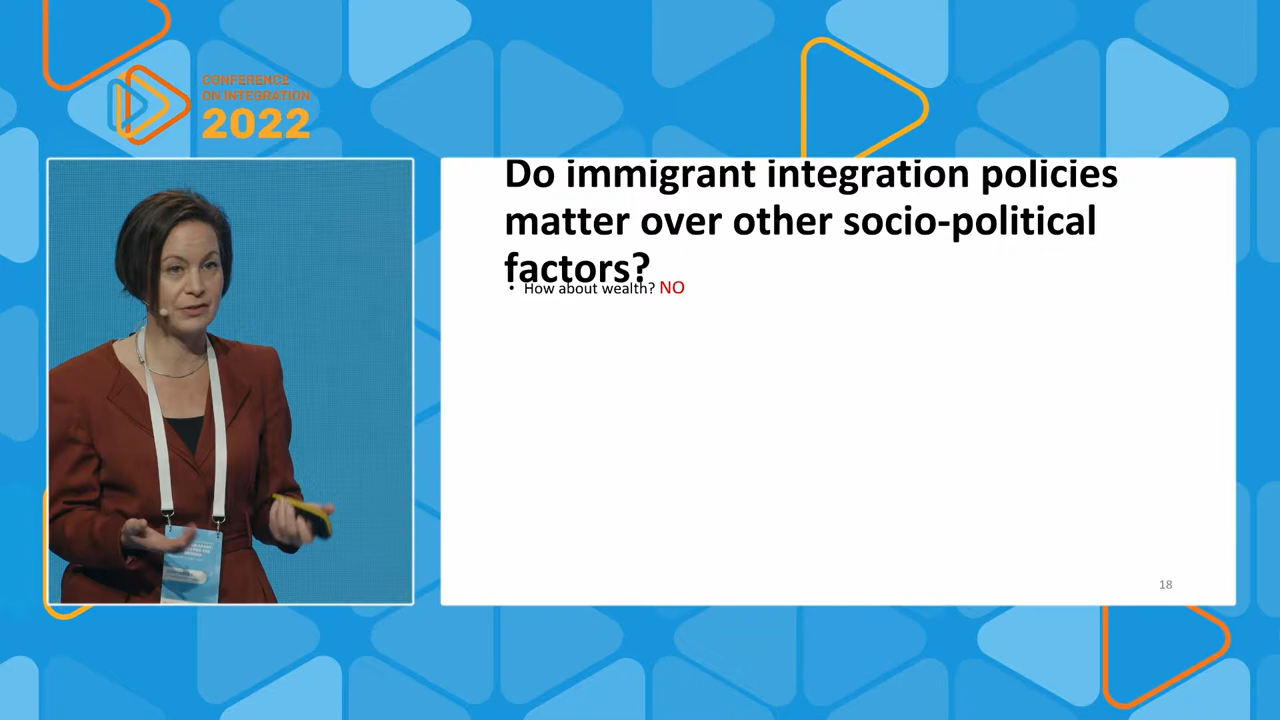 CONFERENCE
ON INTEGRATION
2022
Do immigrant integration policies
matter over other socio-political
factors?
• How about wealth? NO
18